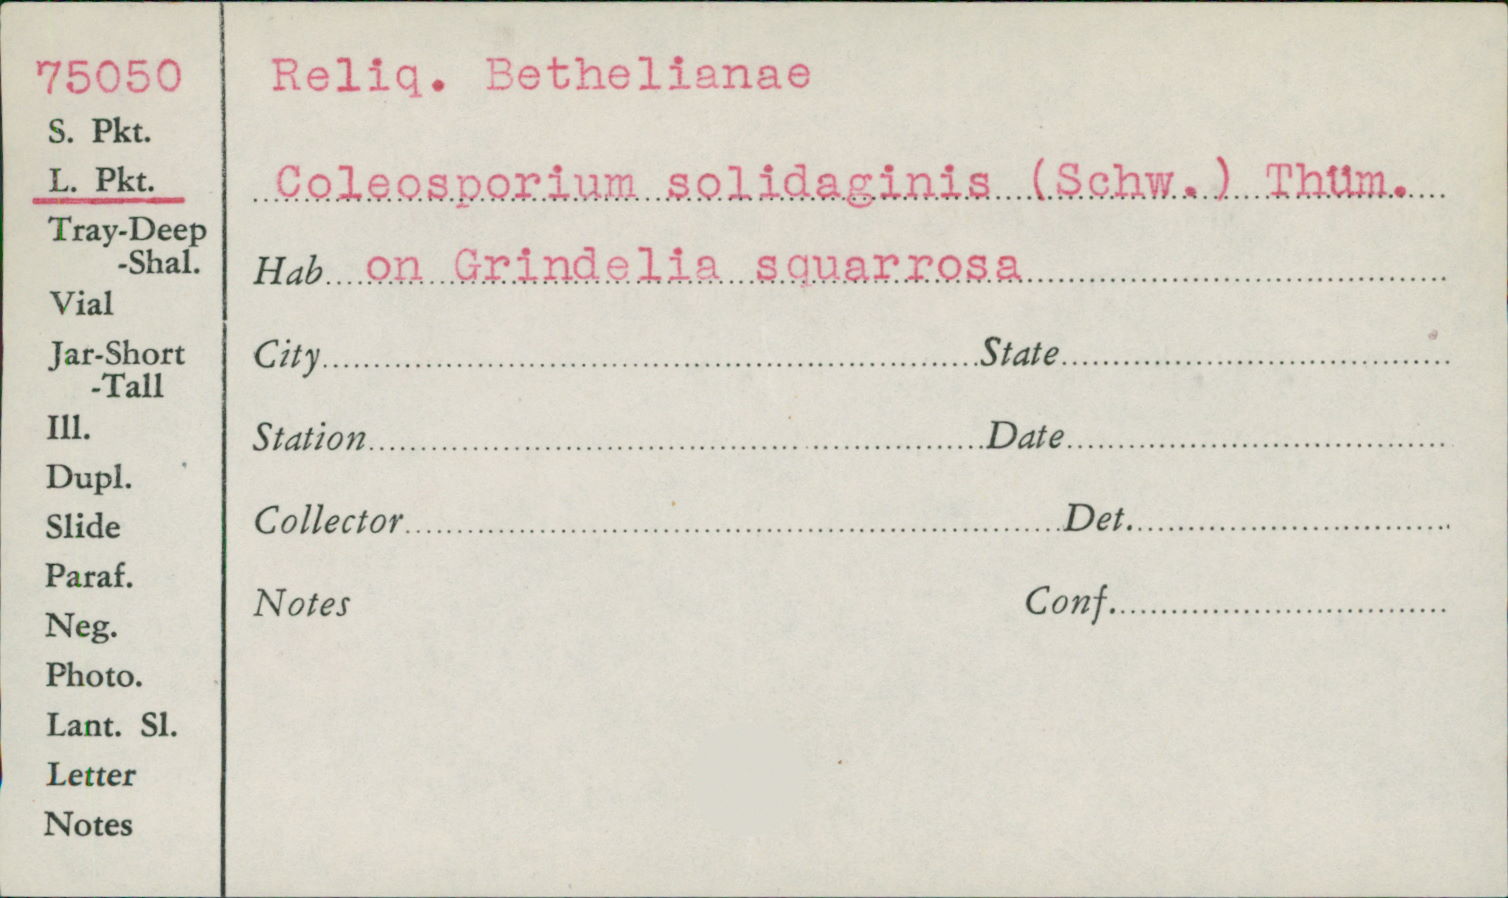 75050
S. Pkt.
L. Pkt.
Tray-Deep
-Shal.
Vial
Jar-Short
-Tall
Ill.
Dupl.
Slide
Paraf.
Neg.
Photo.
Lant. Sl.
Letter
Notes
Reliq. Bethelianae
Coleosporium solidaginis (Schw.) Thüm.
Hab on Grindelia squarrosa
City State
Station Date
Collector Det.
Notes Conf.